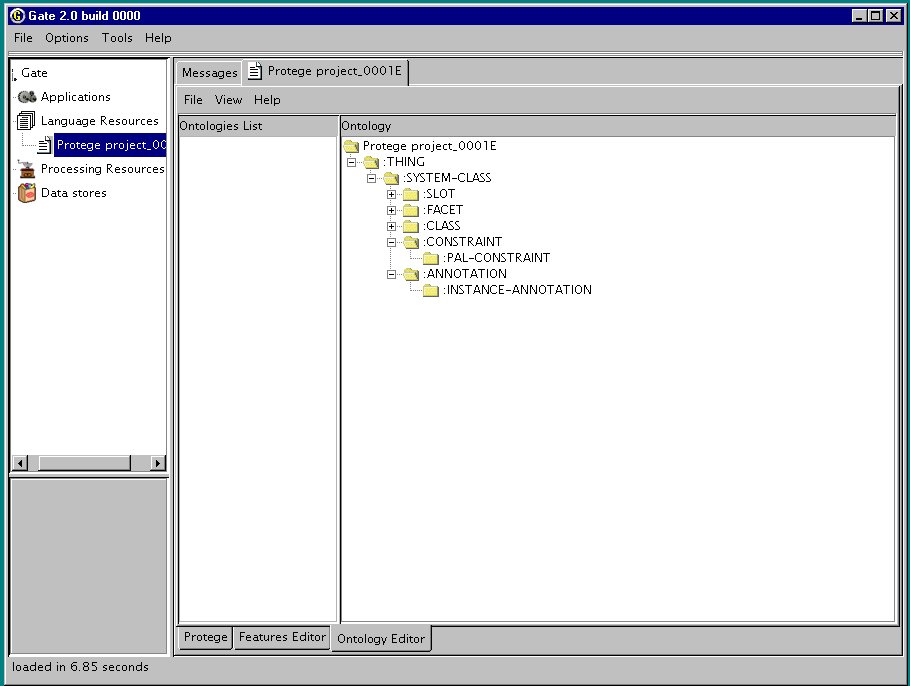 Gate 2.0 build 0000
File Options Tools Help
Gate
Applications
Language Resources
Protege project_00
Processing Resources
Data stores
Messages Protege project_0001E
File View Help
Ontologies List
Ontology
Protege project_0001E
:THING
:SYSTEM-CLASS
:SLOT
:FACET
:CLASS
:CONSTRAINT
:PAL-CONSTRAINT
:ANNOTATION
:INSTANCE-ANNOTATION
Protege Features Editor Ontology Editor
loaded in 6.85 seconds